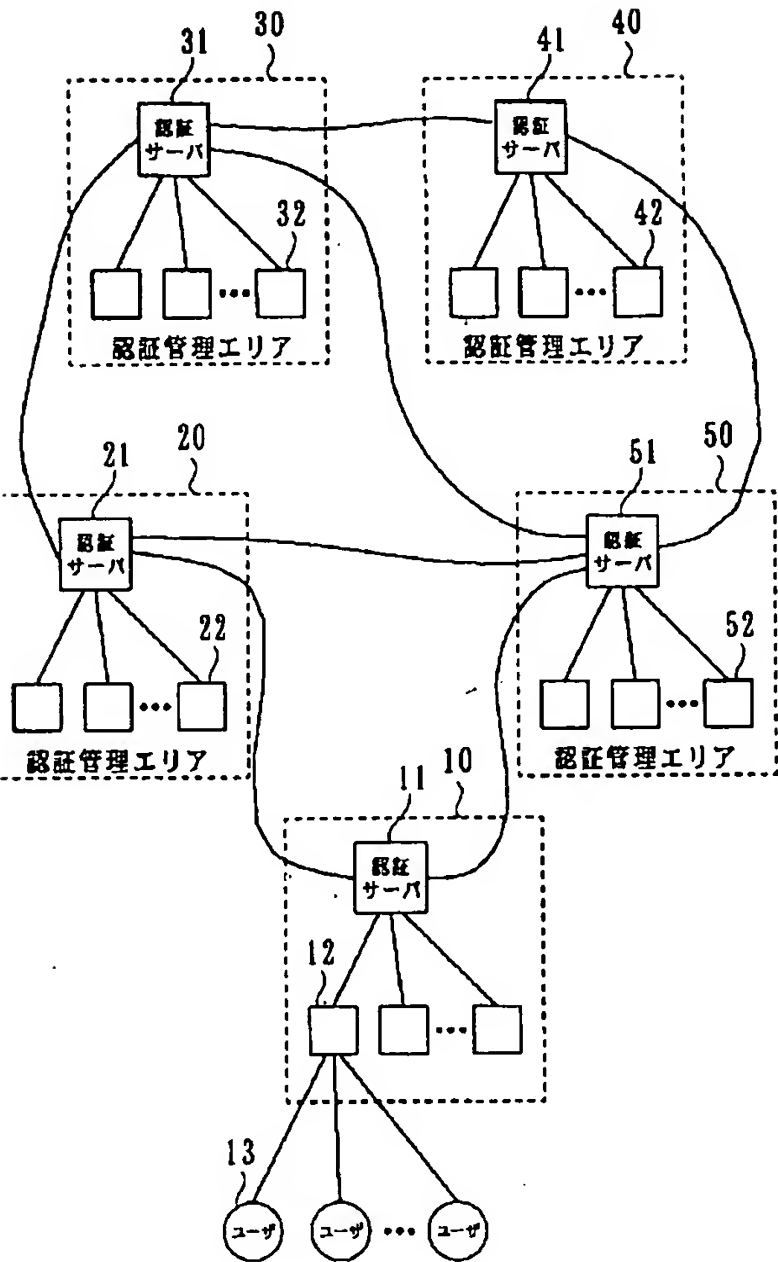 30
40
31
41
認証
サーバ
認証
サーバ
32
42
認証管理エリア
認証管理エリア
20
50
21
51
認証
サーバ
認証
サーバ
22
52
認証管理エリア
認証管理エリア
10
11
認証
サーバ
12
13
ユーザ
ユーザ
ユーザ